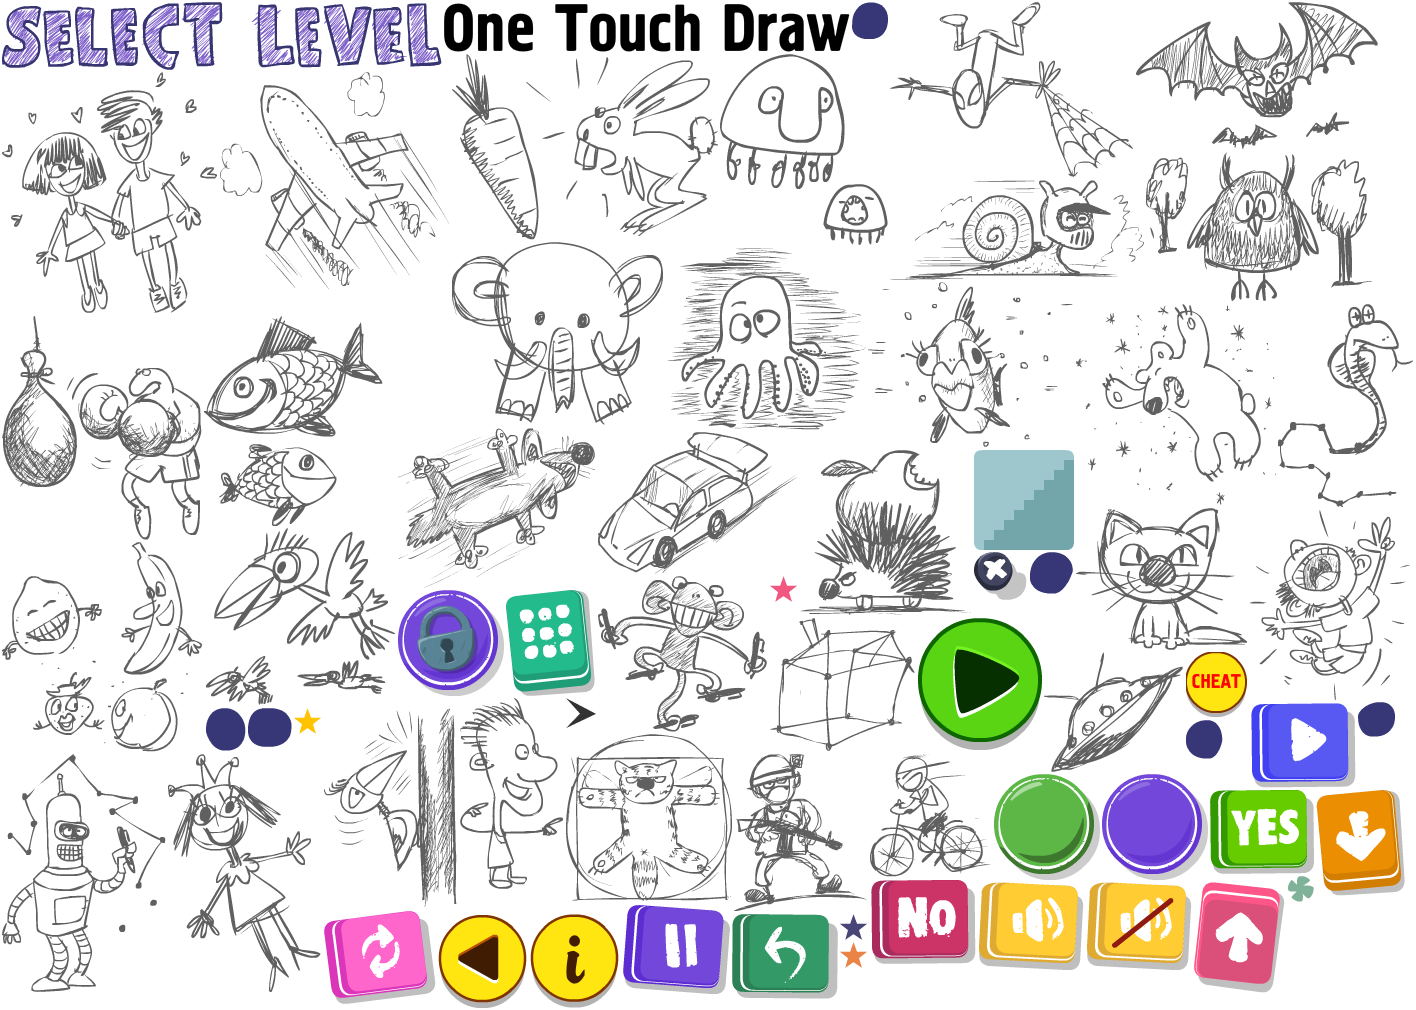 SELECT LEVEL
One Touch Draw
CHEAT
YES
NO
i